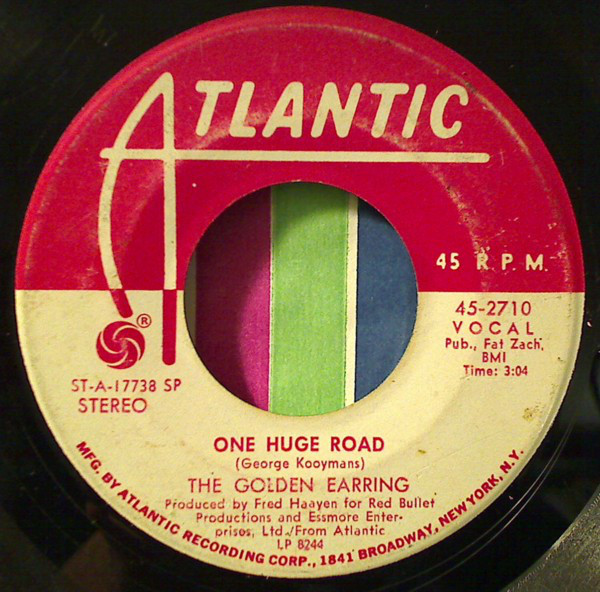 ATLANTIC
45 R P M
®
45-2710
VOCAL
Pub., Fat Zach,
BMI
Time: 3:04
ST-A-17738 SP
STEREO
ONE HUGE ROAD
(George Kooymans)
THE GOLDEN EARRING
Produced by Fred Haayen for Red Bullet
Productions and Essmore Enter-
prises, Ltd./From Atlantic
LP 8244
MFG. BY ATLANTIC RECORDING CORP., 1841 BROADWAY, NEW YORK, N.Y.